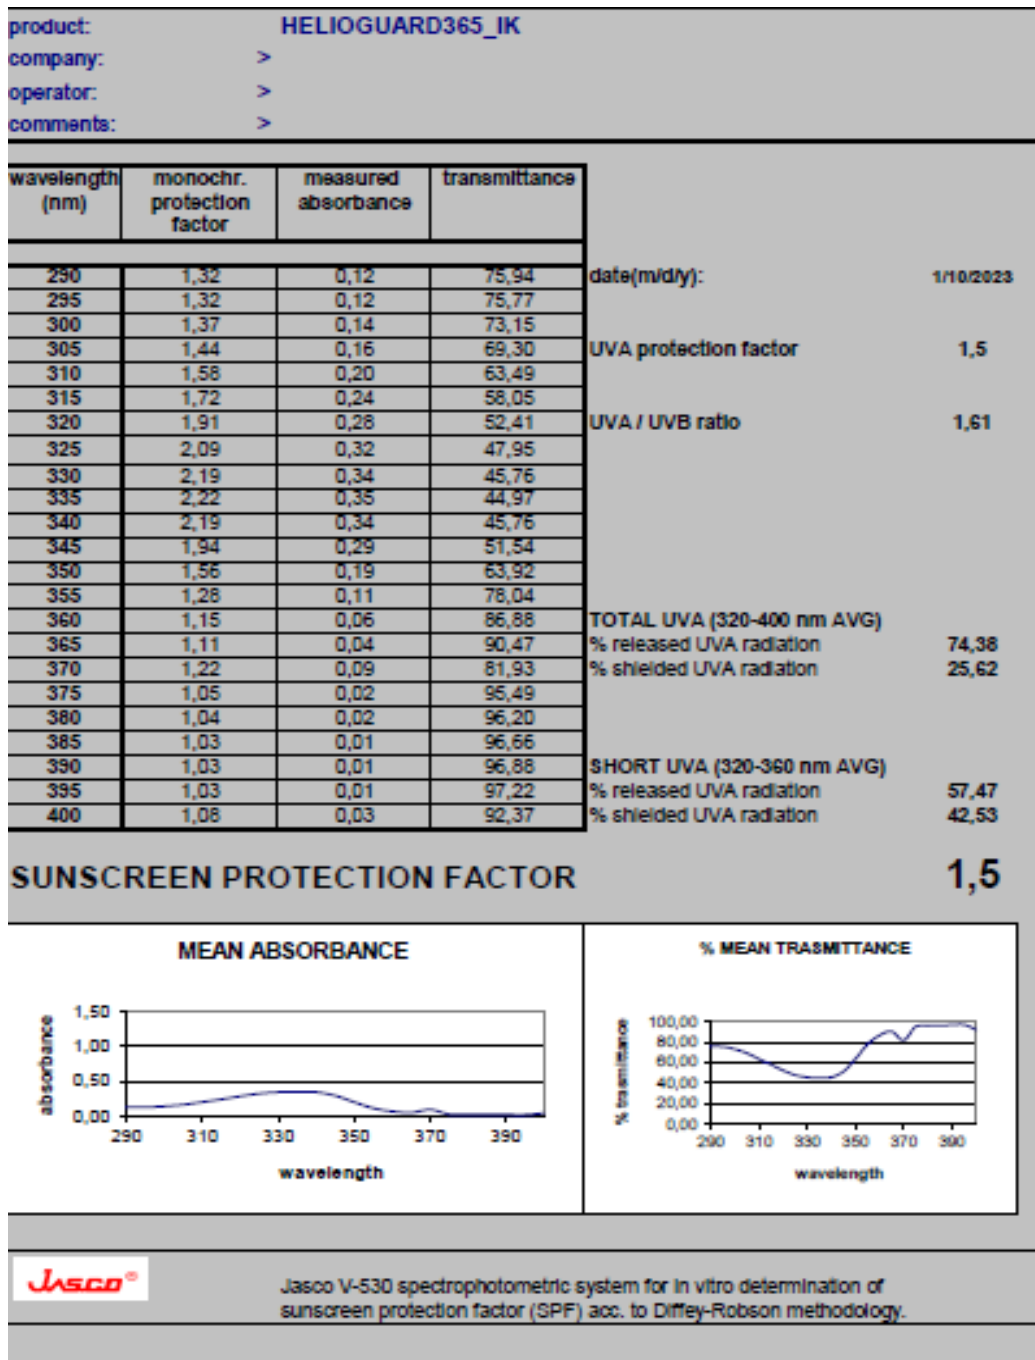 product: HELIOGUARD365_IK
company: >
operator: >
comments: >
wavelength (nm) monochr. protection factor measured absorbance transmittance
290 1,32 0,12 75,94 date(m/d/y): 1/10/2023
295 1,32 0,12 75,77
300 1,37 0,14 73,15
305 1,44 0,16 69,30 UVA protection factor 1,5
310 1,58 0,20 63,49
315 1,72 0,24 58,05
320 1,91 0,28 52,41 UVA / UVB ratio 1,61
325 2,09 0,32 47,95
330 2,19 0,34 45,76
335 2,22 0,35 44,97
340 2,19 0,34 45,76
345 1,94 0,29 51,54
350 1,56 0,19 63,92
355 1,28 0,11 78,04
360 1,15 0,06 86,88 TOTAL UVA (320-400 nm AVG)
365 1,11 0,04 90,47 % released UVA radiation 74,38
370 1,22 0,09 81,93 % shielded UVA radiation 25,62
375 1,05 0,02 95,49
380 1,04 0,02 96,20
385 1,03 0,01 96,66
390 1,03 0,01 96,88 SHORT UVA (320-360 nm AVG)
395 1,03 0,01 97,22 % released UVA radiation 57,47
400 1,08 0,03 92,37 % shielded UVA radiation 42,53
SUNSCREEN PROTECTION FACTOR 1,5
MEAN ABSORBANCE
absorbance
1,50
1,00
0,50
0,00
290 310 330 350 370 390
wavelength
% MEAN TRASMITTANCE
% trasmittance
100,00
80,00
60,00
40,00
20,00
0,00
290 310 330 350 370 390
wavelength
Jasco®
Jasco V-530 spectrophotometric system for in vitro determination of
sunscreen protection factor (SPF) acc. to Diffey-Robson methodology.